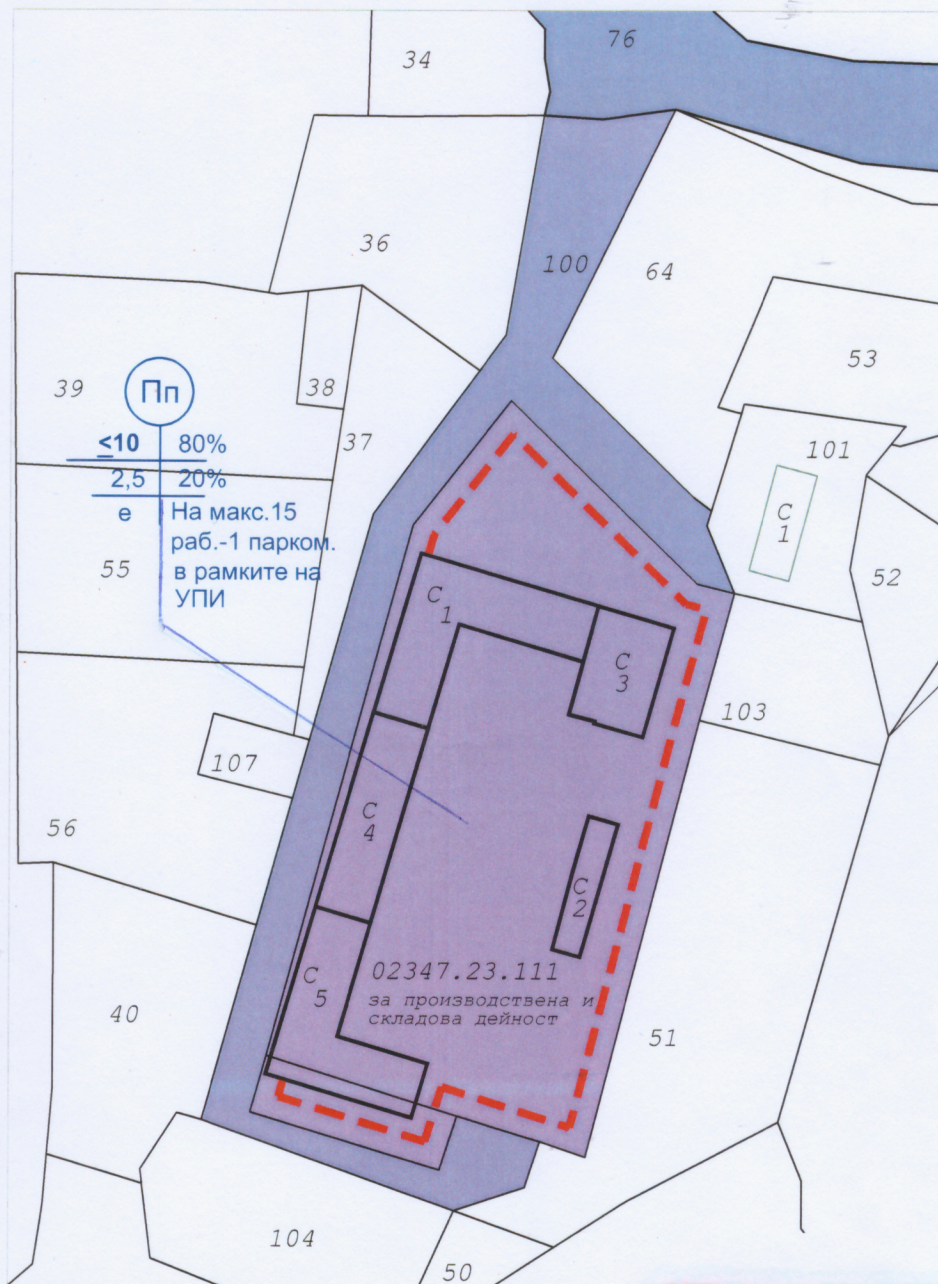 76
34
36
100
64
53
39
Пп
38
37
≤10 80%
2,5 20%
е На макс.15
раб.-1 парком.
в рамките на
УПИ
101
С
1
52
55
С
1
С
3
103
107
56
С
4
С
2
02347.23.111
за производствена и
складова дейност
С
5
40
51
104
50